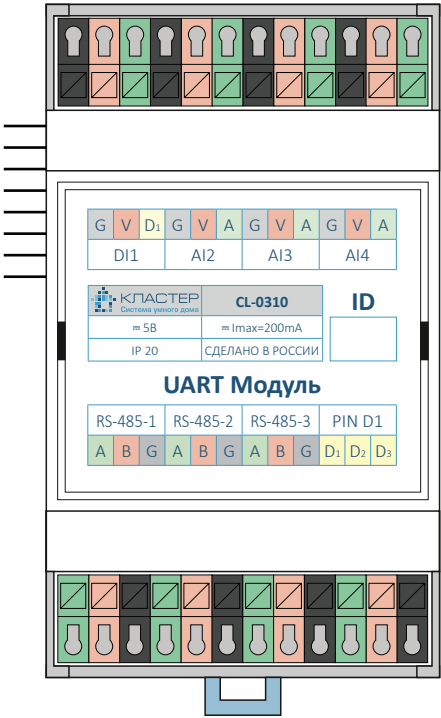 G V D1 G V A G V A G V A
DI1 AI2 AI3 AI4
КЛАСТЕР
Система умного дома
CL-0310
ID
⎓ 5В
⎓ Imax=200mA
IP 20
СДЕЛАНО В РОССИИ
UART Модуль
RS-485-1 RS-485-2 RS-485-3 PIN D1
A B G A B G A B G D1 D2 D3